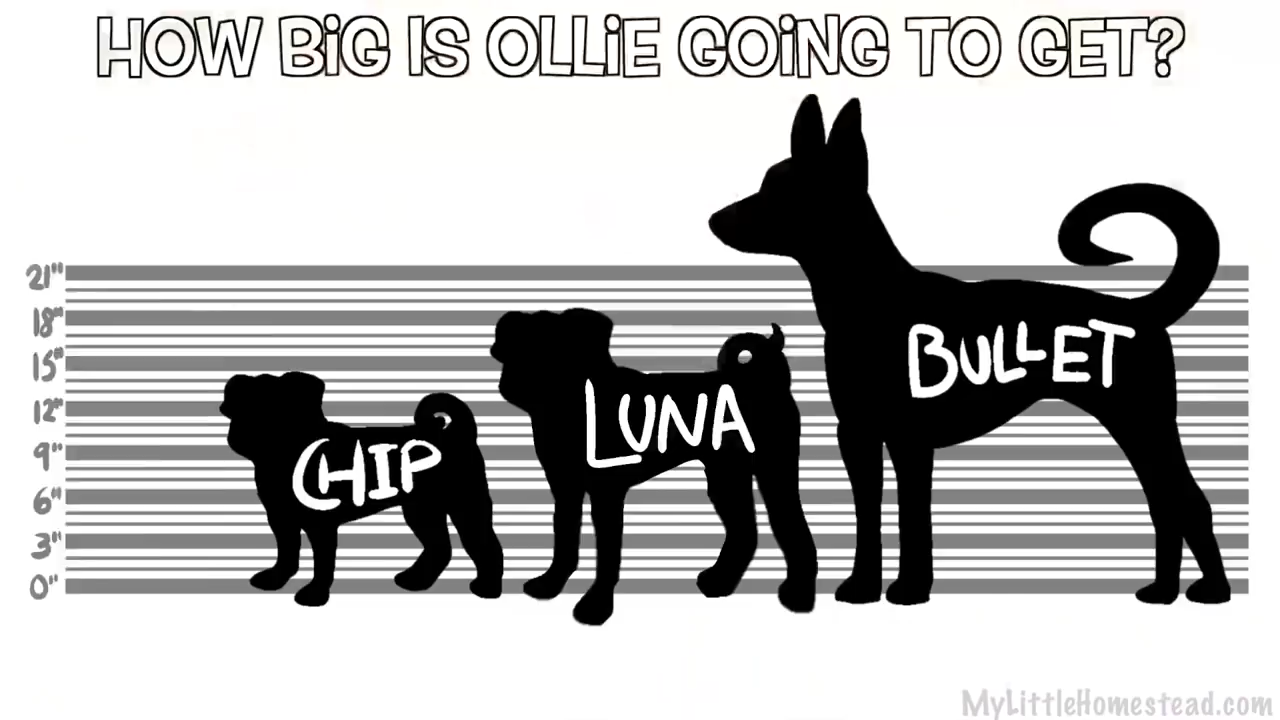 HOW BiG IS OLLiE GOiNG TO GET?
21"
18"
15"
12"
9"
6"
3"
0"
CHIP
LUNA
BULLET
MyLittleHomestead.com